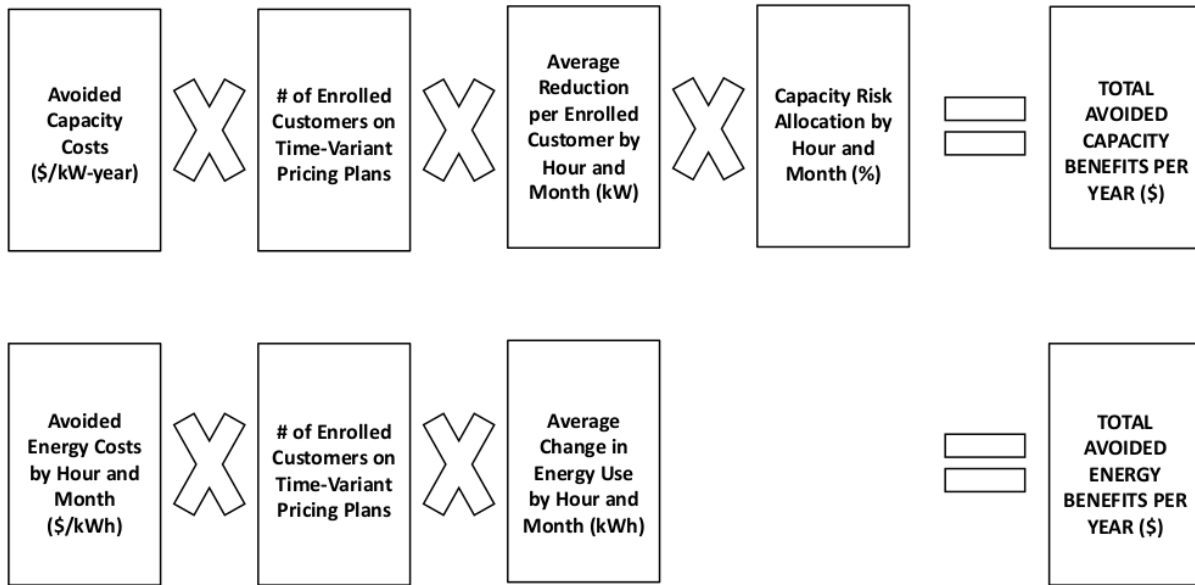 Avoided
Capacity
Costs
($/kW-year)
# of Enrolled
Customers on
Time-Variant
Pricing Plans
Average
Reduction
per Enrolled
Customer by
Hour and
Month (kW)
Capacity Risk
Allocation by
Hour and
Month (%)
TOTAL
AVOIDED
CAPACITY
BENEFITS PER
YEAR ($)
Avoided
Energy Costs
by Hour and
Month
($/kWh)
# of Enrolled
Customers on
Time-Variant
Pricing Plans
Average
Change in
Energy Use
by Hour and
Month (kWh)
TOTAL
AVOIDED
ENERGY
BENEFITS PER
YEAR ($)